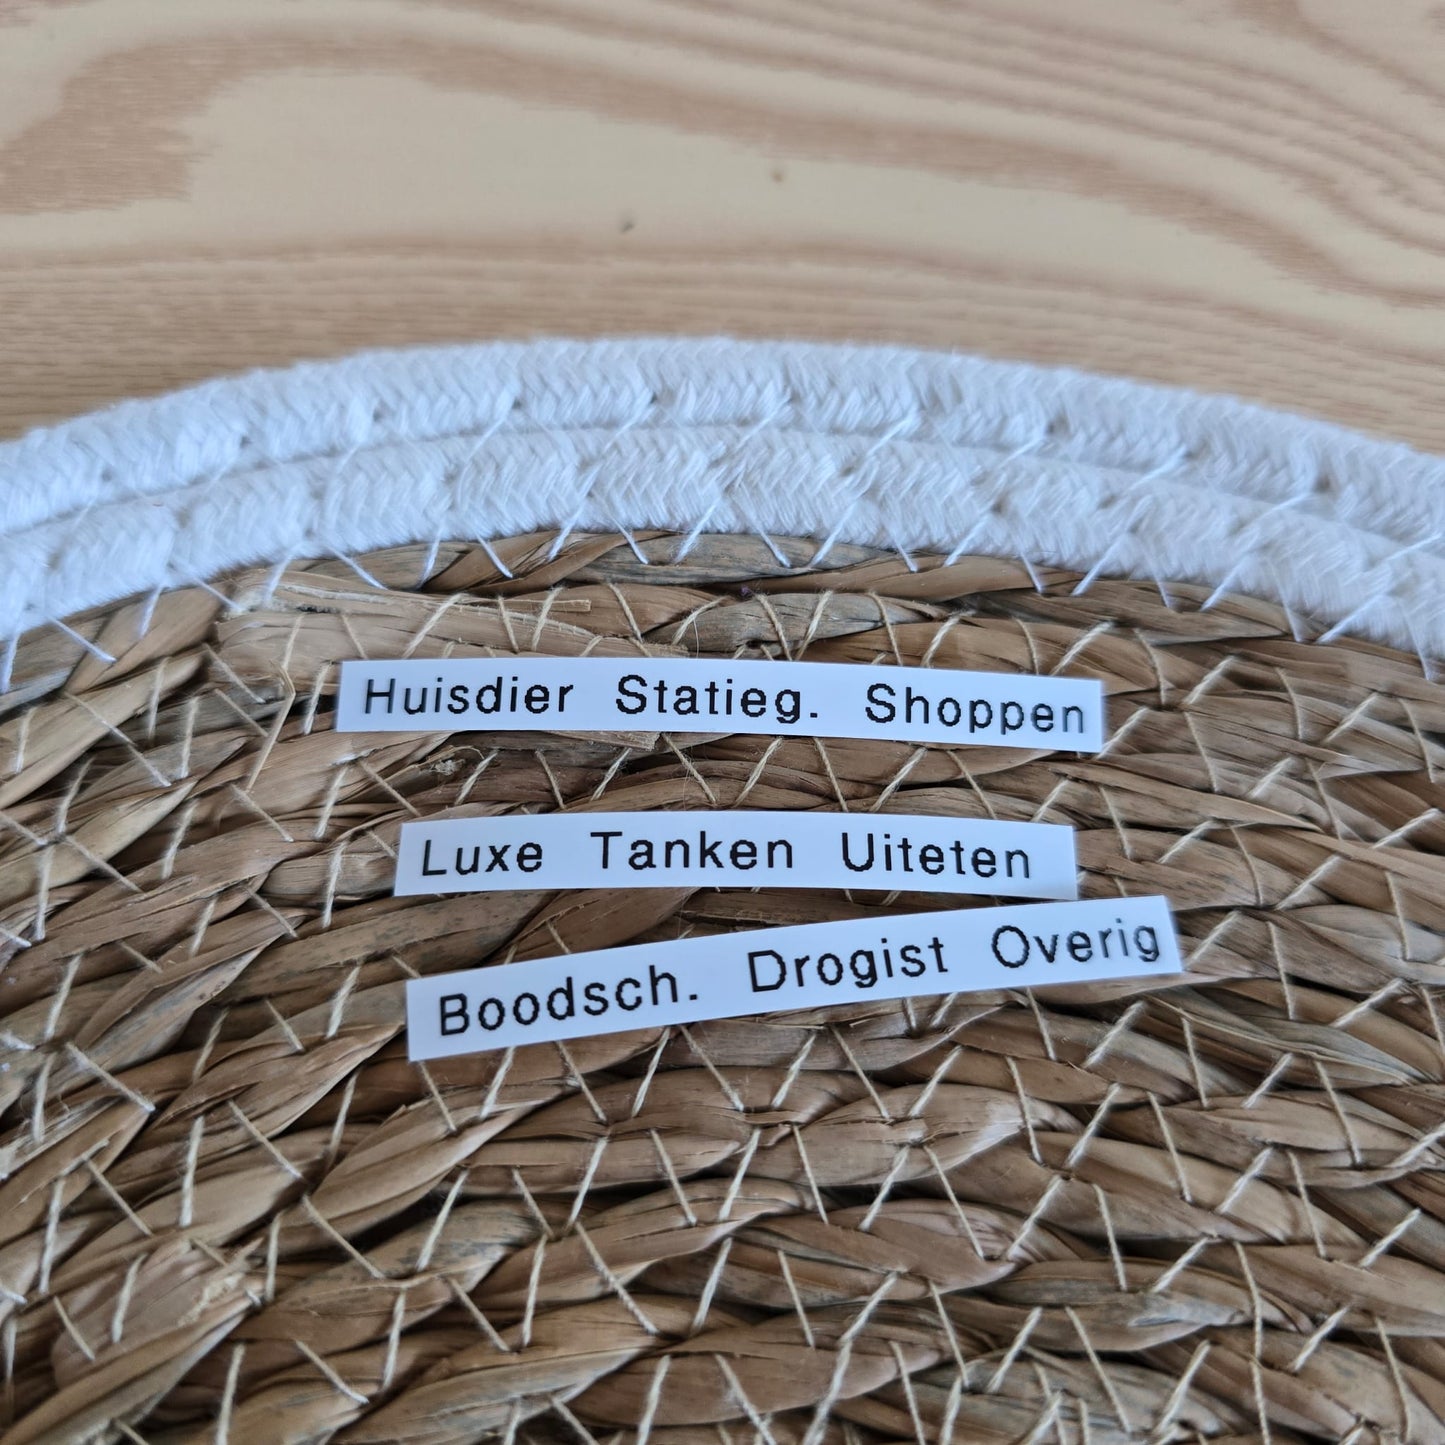 Huisdier Statieg. Shoppen
Luxe Tanken Uiteten
Boodsch. Drogist Overig